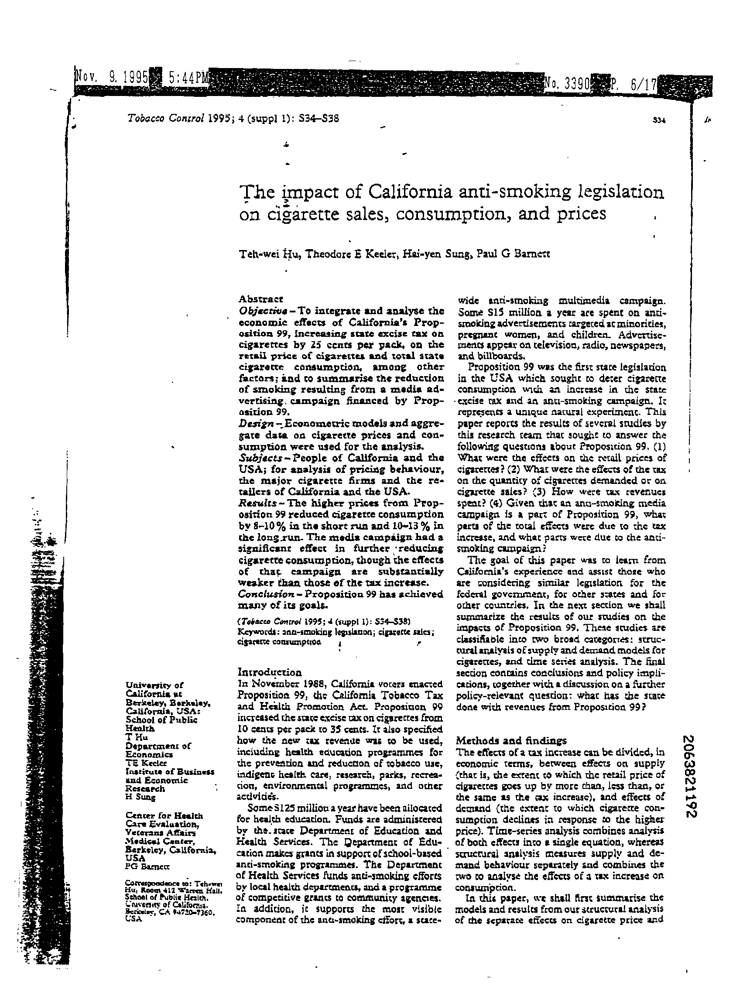 Nov. 9. 1995 5:44PM
No. 3390 P. 6/17
Tobacco Control 1995; 4 (suppl 1): S34–S38
S34
The impact of California anti-smoking legislation
on cigarette sales, consumption, and prices
Teh-wei Hu, Theodore E Keeler, Hai-yen Sung, Paul G Barnett
Abstract
Objective – To integrate and analyse the
economic effects of California's Prop-
osition 99, increasing state excise tax on
cigarettes by 25 cents per pack, on the
retail price of cigarettes and total state
cigarette consumption, among other
factors; and to summarise the reduction
of smoking resulting from a media ad-
vertising campaign financed by Prop-
osition 99.
Design – Econometric models and aggre-
gate data on cigarette prices and con-
sumption were used for the analysis.
Subjects – People of California and the
USA; for analysis of pricing behaviour,
the major cigarette firms and the re-
tailers of California and the USA.
Results – The higher prices from Prop-
osition 99 reduced cigarette consumption
by 8–10 % in the short run and 10–13 % in
the long run. The media campaign had a
significant effect in further reducing
cigarette consumption, though the effects
of that campaign are substantially
weaker than those of the tax increase.
Conclusion – Proposition 99 has achieved
many of its goals.
(Tobacco Control 1995; 4 (suppl 1): S34–S38)
Keywords: anti-smoking legislation; cigarette sales;
cigarette consumption
Introduction
In November 1988, California voters enacted
Proposition 99, the California Tobacco Tax
and Health Promotion Act. Proposition 99
increased the state excise tax on cigarettes from
10 cents per pack to 35 cents. It also specified
how the new tax revenue was to be used,
including health education programmes for
the prevention and reduction of tobacco use,
indigent health care, research, parks, recrea-
tion, environmental programmes, and other
activities.
Some $125 million a year have been allocated
for health education. Funds are administered
by the state Department of Education and
Health Services. The Department of Edu-
cation makes grants in support of school-based
anti-smoking programmes. The Department
of Health Services funds anti-smoking efforts
by local health departments, and a programme
of competitive grants to community agencies.
In addition, it supports the most visible
component of the anti-smoking effort, a state-
University of
California at
Berkeley, Berkeley,
California, USA:
School of Public
Health
T Hu
Department of
Economics
TE Keeler
Institute of Business
and Economic
Research
H Sung
Center for Health
Care Evaluation,
Veterans Affairs
Medical Center,
Berkeley, California,
USA
PG Barnett
Correspondence to: Teh-wei
Hu, Room 412 Warren Hall,
School of Public Health,
University of California,
Berkeley, CA 94720-7360,
USA
wide anti-smoking multimedia campaign.
Some $15 million a year are spent on anti-
smoking advertisements targeted at minorities,
pregnant women, and children. Advertise-
ments appear on television, radio, newspapers,
and billboards.
Proposition 99 was the first state legislation
in the USA which sought to deter cigarette
consumption with an increase in the state
excise tax and an anti-smoking campaign. It
represents a unique natural experiment. This
paper reports the results of several studies by
this research team that sought to answer the
following questions about Proposition 99. (1)
What were the effects on the retail prices of
cigarettes? (2) What were the effects of the tax
on the quantity of cigarettes demanded or on
cigarette sales? (3) How were tax revenues
spent? (4) Given that an anti-smoking media
campaign is a part of Proposition 99, what
parts of the total effects were due to the tax
increase, and what parts were due to the anti-
smoking campaign?
The goal of this paper was to learn from
California's experience and assist those who
are considering similar legislation for the
federal government, for other states and for
other countries. In the next section we shall
summarize the results of our studies on the
impacts of Proposition 99. These studies are
classifiable into two broad categories: struc-
tural analysis of supply and demand models for
cigarettes, and time series analysis. The final
section contains conclusions and policy impli-
cations, together with a discussion on a further
policy-relevant question: what has the state
done with revenues from Proposition 99?
Methods and findings
The effects of a tax increase can be divided, in
economic terms, between effects on supply
(that is, the extent to which the retail price of
cigarettes goes up by more than, less than, or
the same as the tax increase), and effects of
demand (the extent to which cigarette con-
sumption declines in response to the higher
price). Time-series analysis combines analysis
of both effects into a single equation, whereas
structural analysis measures supply and de-
mand behaviour separately and combines the
two to analyse the effects of a tax increase on
consumption.
In this paper, we shall first summarise the
models and results from our structural analysis
of the separate effects on cigarette price and
2063821192